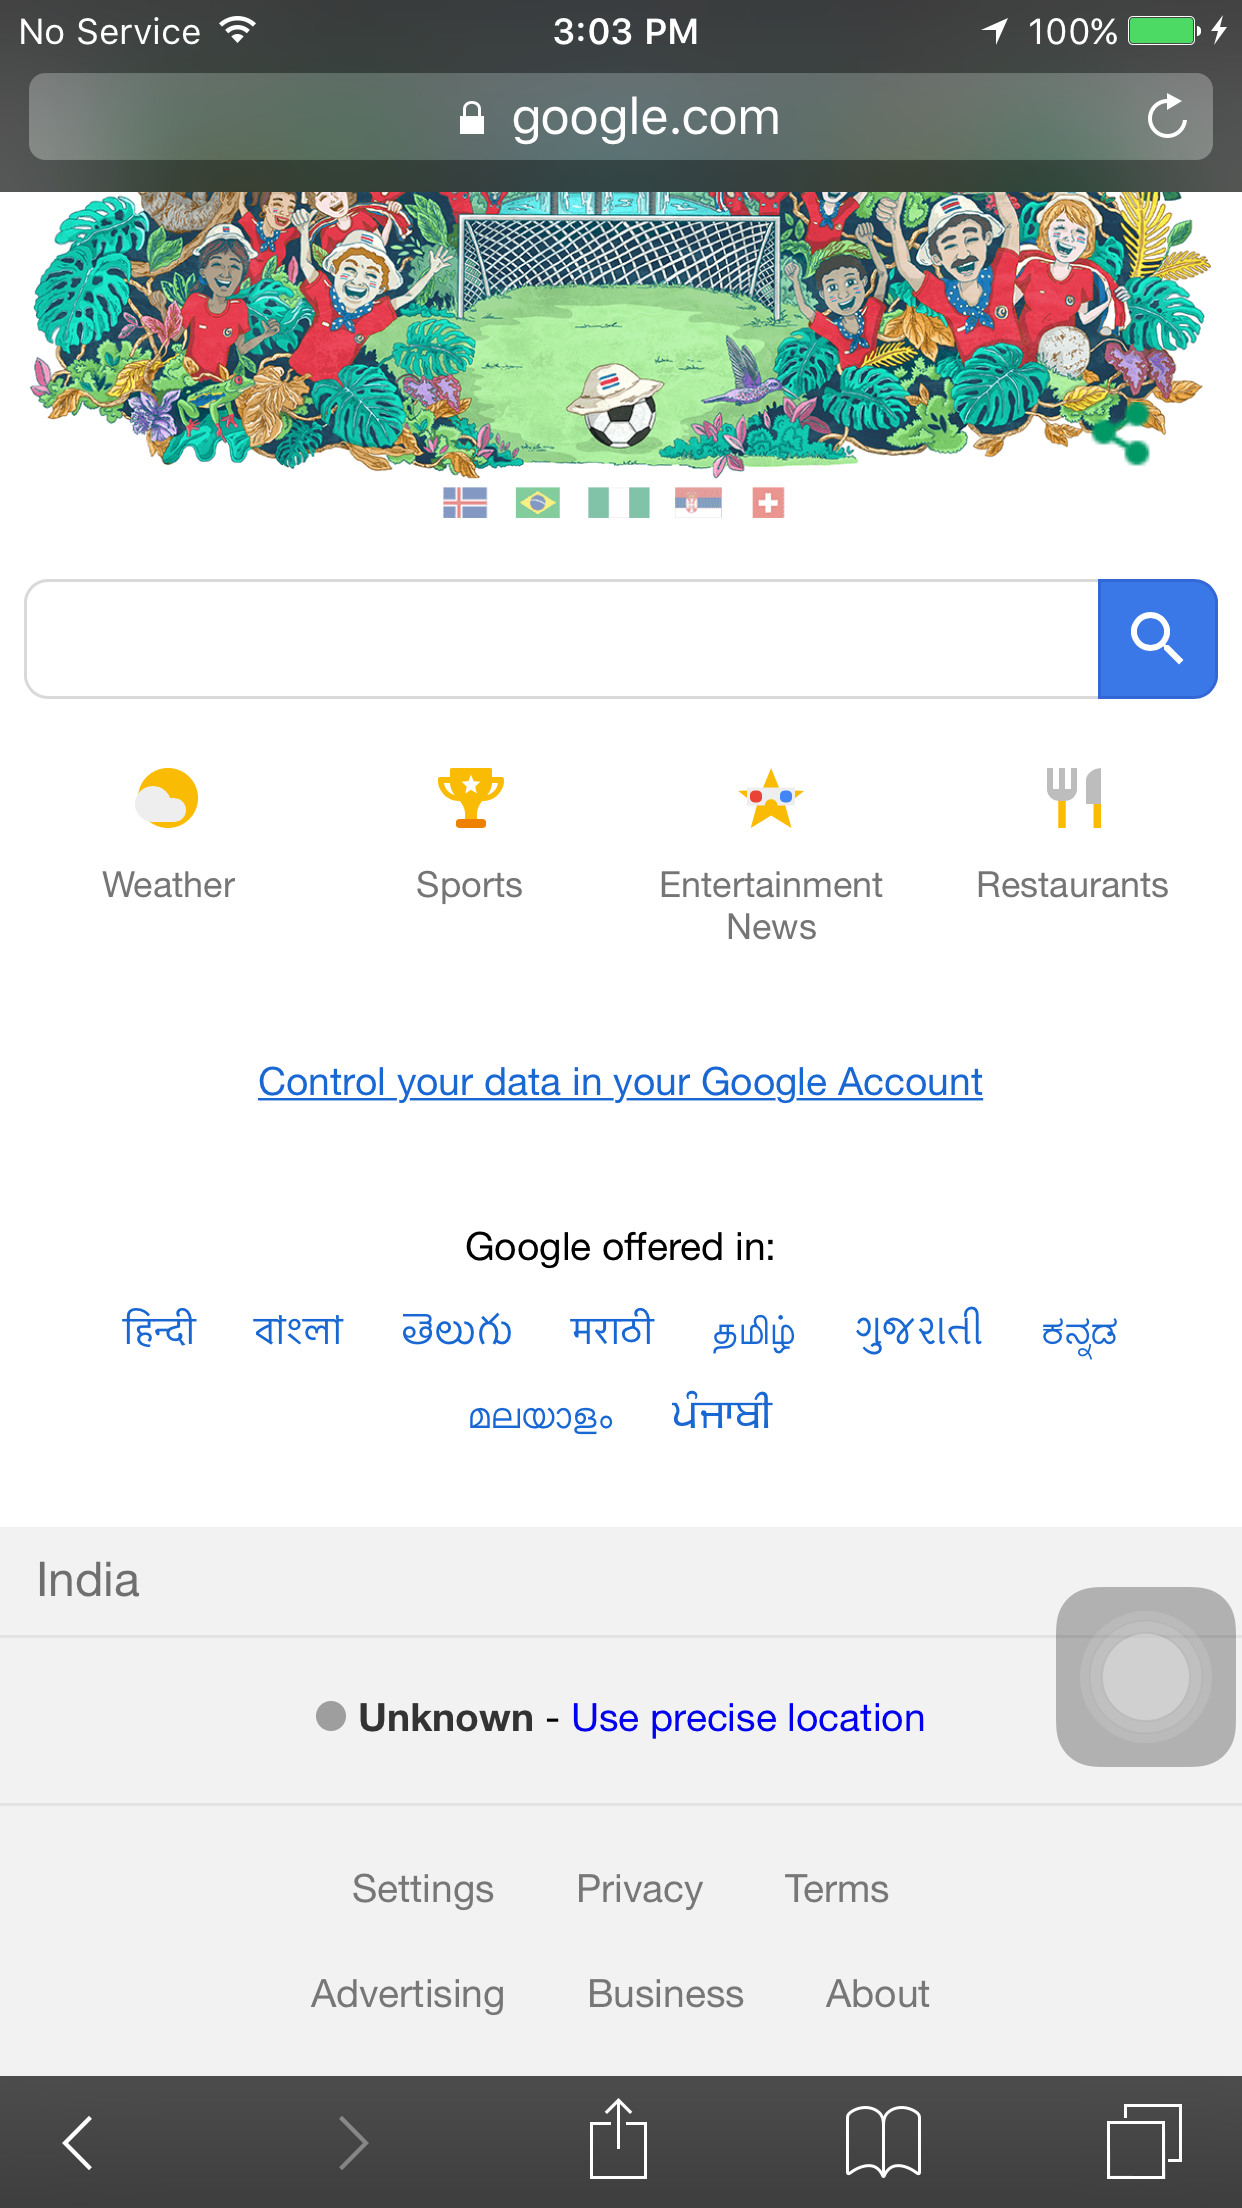 No Service 3:03 PM 100%
google.com
Weather Sports Entertainment News Restaurants
Control your data in your Google Account
Google offered in:
हिन्दी বাংলা తెలుగు मराठी தமிழ் ગુજરાતી ಕನ್ನಡ
മലയാളം ਪੰਜਾਬੀ
India
Unknown - Use precise location
Settings Privacy Terms
Advertising Business About